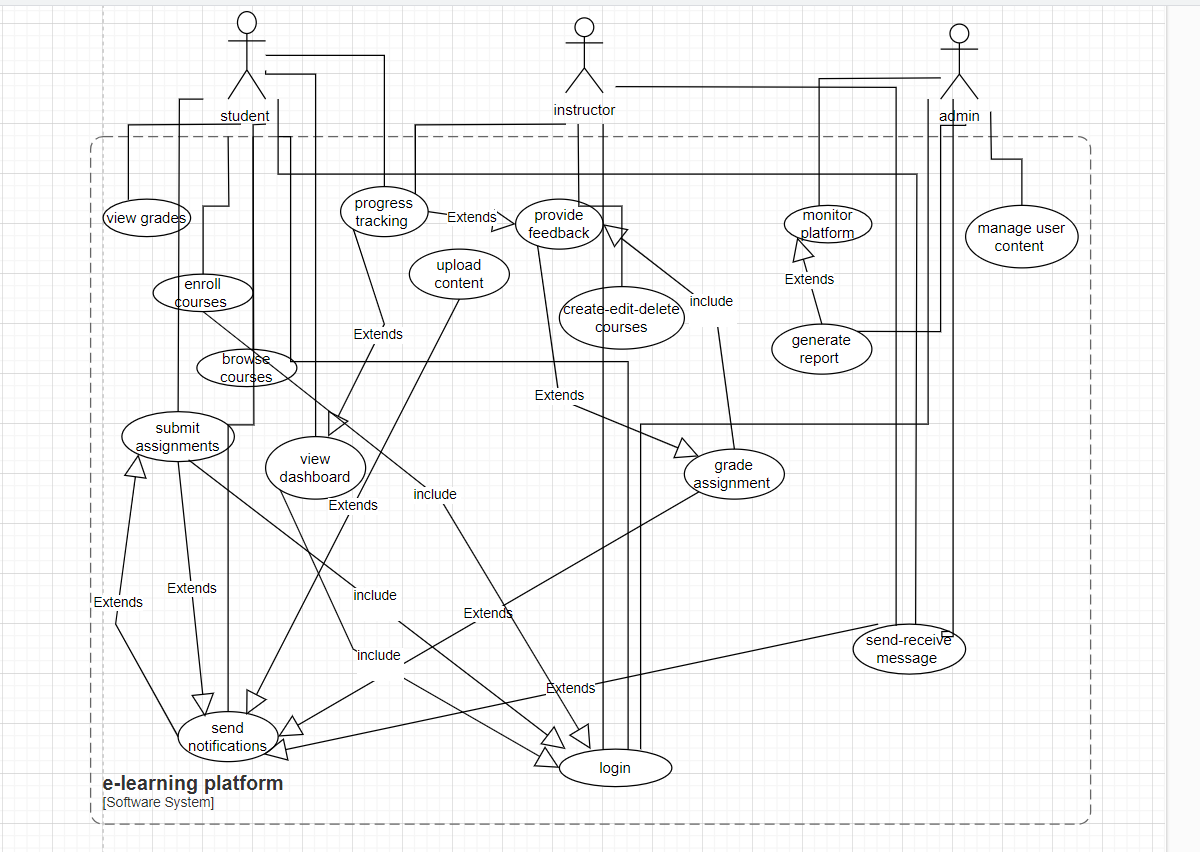 student
instructor
admin
view grades
progress
tracking
Extends
provide
feedback
monitor
platform
manage user
content
upload
content
enroll
courses
Extends
include
create-edit-delete
courses
Extends
generate
report
browse
courses
Extends
submit
assignments
view
dashboard
grade
assignment
include
Extends
Extends
Extends
include
Extends
include
send-receive
message
Extends
send
notifications
login
e-learning platform
[Software System]